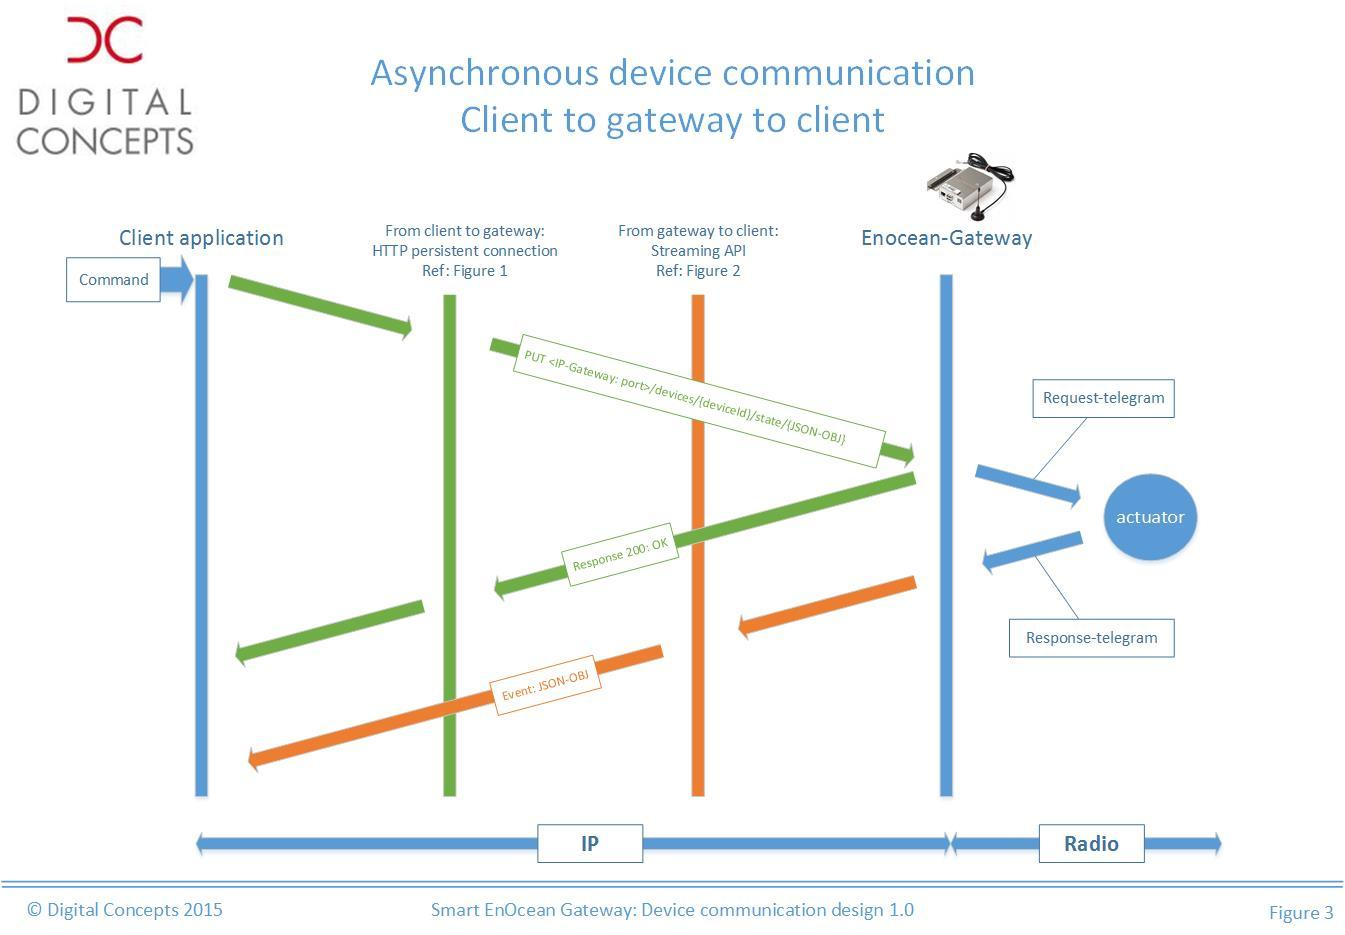 DIGITAL
CONCEPTS
Asynchronous device communication
Client to gateway to client
Client application
From client to gateway:
HTTP persistent connection
Ref: Figure 1
From gateway to client:
Streaming API
Ref: Figure 2
Enocean-Gateway
Command
PUT <IP-Gateway: port>/devices/{deviceId}/state/{JSON-OBJ}
Request-telegram
actuator
Response 200: OK
Response-telegram
Event: JSON-OBJ
IP
Radio
© Digital Concepts 2015
Smart EnOcean Gateway: Device communication design 1.0
Figure 3